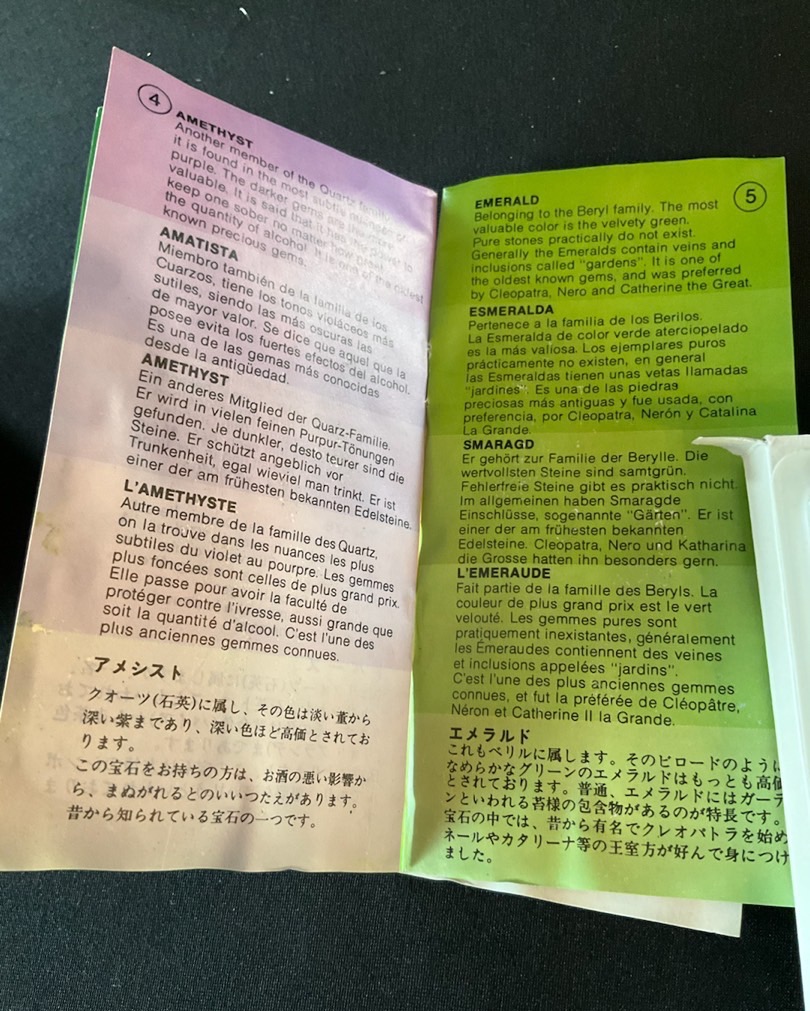 4
AMETHYST
Another member of the Quartz family,
it is found in the most subtle
purple. The darker gems are
valuable. It is said that it has the power to
keep one sober no matter how great
the quantity of alcohol. It is one of the oldest
known precious gems.
AMATISTA
Miembro también de la familia de los
Cuarzos, tiene los tonos violáceos más
sutiles, siendo las más oscuras las
de mayor valor. Se dice que aquel que la
posee evita los fuertes efectos del alcohol.
Es una de las gemas más conocidas
desde la antigüedad.
AMETHYST
Ein anderes Mitglied der Quarz-Familie.
Er wird in vielen feinen Purpur-Tönungen
gefunden. Je dunkler, desto teurer sind die
Steine. Er schützt angeblich vor
Trunkenheit, egal wieviel man trinkt. Er ist
einer der am frühesten bekannten Edelsteine.
L'AMETHYSTE
Autre membre de la famille des Quartz,
on la trouve dans les nuances les plus
subtiles du violet au pourpre. Les gemmes
plus foncées sont celles de plus grand prix.
Elle passe pour avoir la faculté de
protéger contre l'ivresse, aussi grande que
soit la quantité d'alcool. C'est l'une des
plus anciennes gemmes connues.
アメシスト
クオーツ(石英)に属し、その色は淡い菫から
深い紫まであり、深い色ほど高価とされてお
ります。
この宝石をお持ちの方は、お酒の悪い影響か
ら、まぬがれるとのいいつたえがあります。
昔から知られている宝石の一つです。
5
EMERALD
Belonging to the Beryl family. The most
valuable color is the velvety green.
Pure stones practically do not exist.
Generally the Emeralds contain veins and
inclusions called "gardens". It is one of
the oldest known gems, and was preferred
by Cleopatra, Nero and Catherine the Great.
ESMERALDA
Pertenece a la familia de los Berilos.
La Esmeralda de color verde aterciopelado
es la más valiosa. Los ejemplares puros
prácticamente no existen, en general
las Esmeraldas tienen unas vetas llamadas
"jardines". Es una de las piedras
preciosas más antiguas y fue usada, con
preferencia, por Cleopatra, Nerón y Catalina
La Grande.
SMARAGD
Er gehört zur Familie der Berylle. Die
wertvollsten Steine sind samtgrün.
Fehlerfreie Steine gibt es praktisch nicht.
Im allgemeinen haben Smaragde
Einschlüsse, sogenannte "Gärten". Er ist
einer der am frühesten bekannten
Edelsteine. Cleopatra, Nero und Katharina
die Grosse hatten ihn besonders gern.
L'EMERAUDE
Fait partie de la famille des Beryls. La
couleur de plus grand prix est le vert
velouté. Les gemmes pures sont
pratiquement inexistantes, généralement
les Émeraudes contiennent des veines
et inclusions appelées "jardins".
C'est l'une des plus anciennes gemmes
connues, et fut la préférée de Cléopâtre,
Néron et Catherine II la Grande.
エメラルド
これもベリルに属します。そのビロードのように
なめらかなグリーンのエメラルドはもっとも高価
とされております。普通、エメラルドにはガーデ
ンといわれる苔様の包含物があるのが特長です。
宝石の中では、昔から有名でクレオパトラを始め
ネールやカタリーナ等の王室方が好んで身につけ
ました。